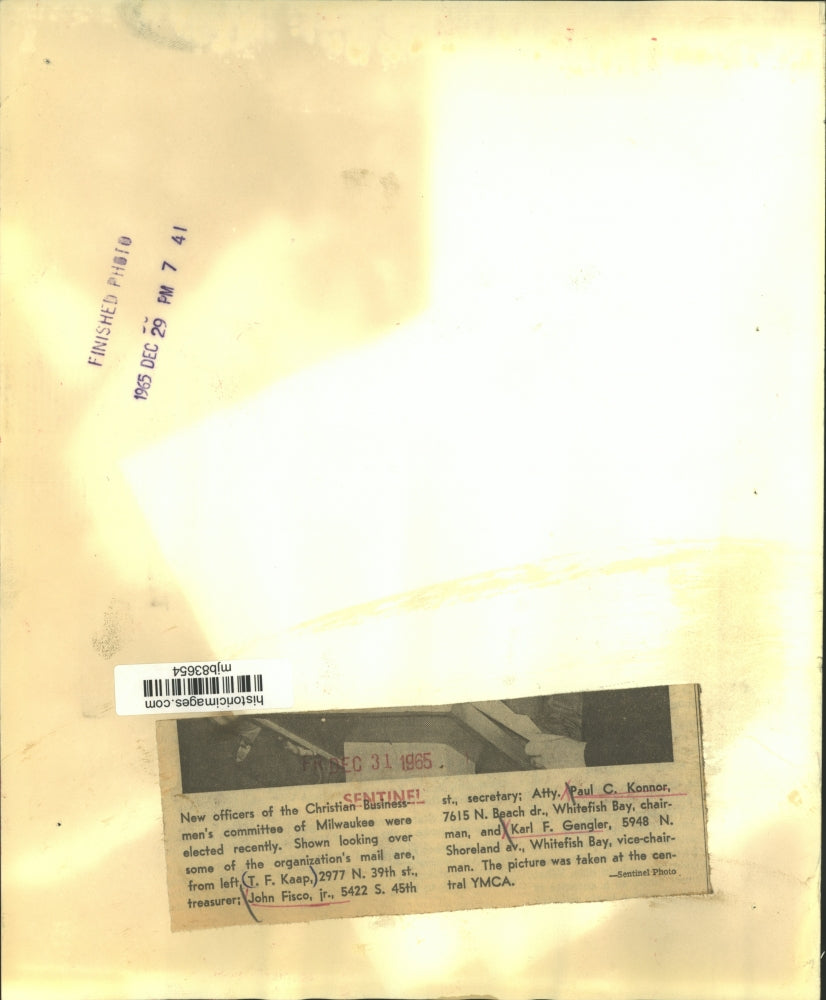 FINISHED PHOTO
1965 DEC 29 PM 7 41
historicimages.com
mjb83654
FR DEC 31 1965
SENTINEL
New officers of the Christian Business-
men's committee of Milwaukee were
elected recently. Shown looking over
some of the organization's mail are,
from left, T. F. Kaap, 2977 N. 39th st.,
treasurer; John Fisco, jr., 5422 S. 45th
st., secretary; Atty. Paul C. Konnor,
7615 N. Beach dr., Whitefish Bay, chair-
man, and Karl F. Gengler, 5948 N.
Shoreland av., Whitefish Bay, vice-chair-
man. The picture was taken at the cen-
tral YMCA.
—Sentinel Photo